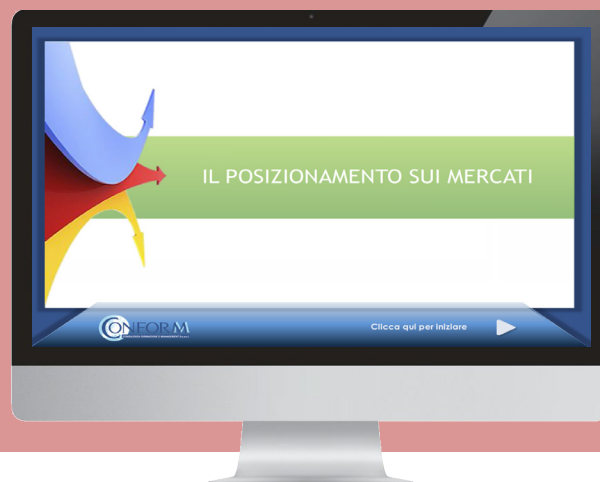 IL POSIZIONAMENTO SUI MERCATI
CONFORM
Clicca qui per iniziare